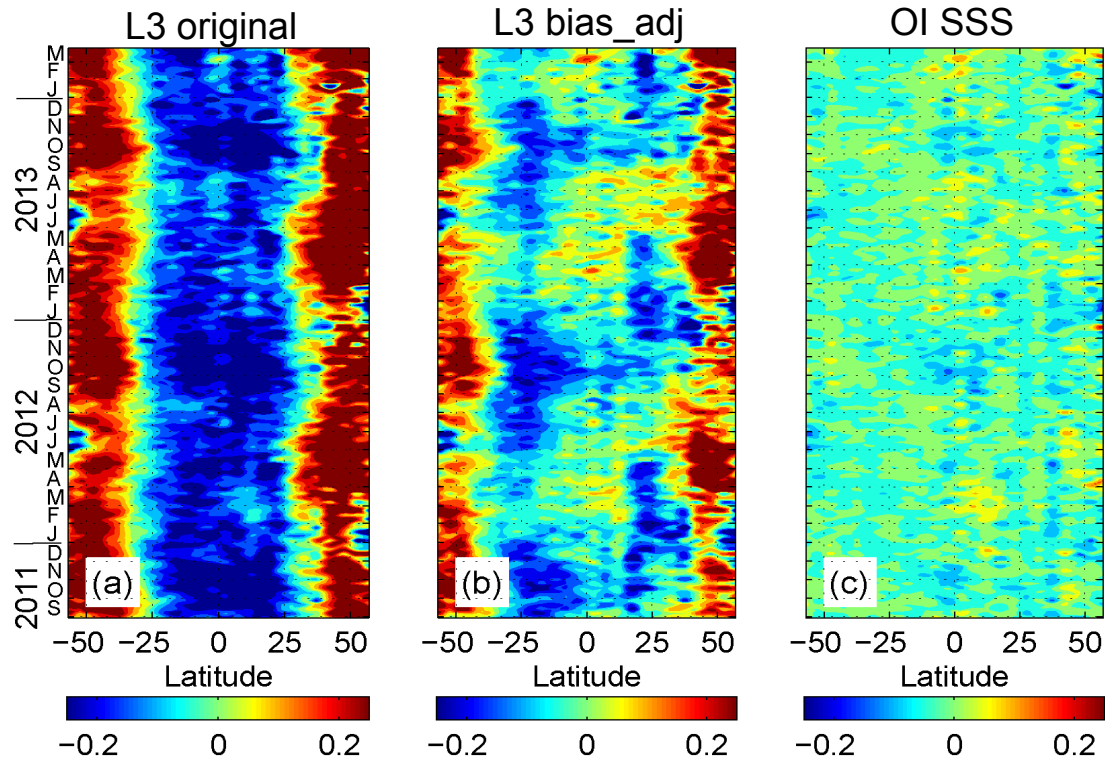 L3 original
L3 bias_adj
OI SSS
M
F
J
D
N
O
S
A
J
J
M
A
M
F
J
D
N
O
S
A
J
J
M
A
M
F
J
D
N
O
S
2013
2012
2011
(a)
(b)
(c)
−50 −25 0 25 50
−50 −25 0 25 50
−50 −25 0 25 50
Latitude
Latitude
Latitude
−0.2 0 0.2
−0.2 0 0.2
−0.2 0 0.2